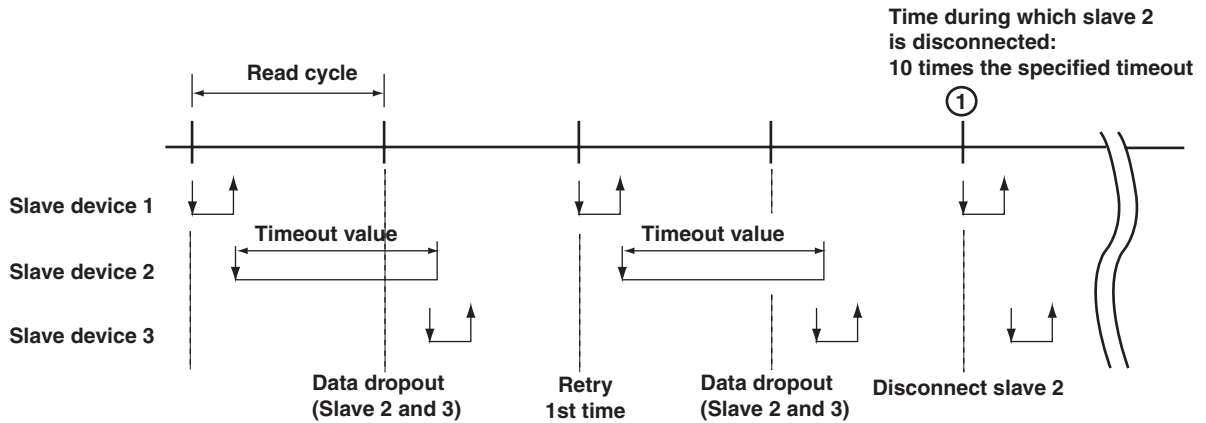 Time during which slave 2
is disconnected:
10 times the specified timeout
1
Read cycle
Slave device 1
Timeout value
Timeout value
Slave device 2
Slave device 3
Data dropout
(Slave 2 and 3)
Retry
1st time
Data dropout
(Slave 2 and 3)
Disconnect slave 2